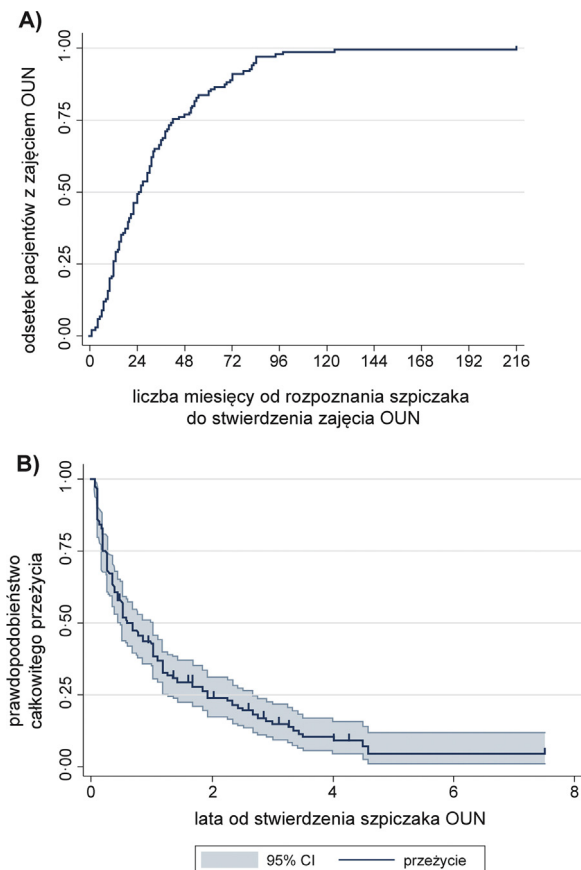 A)
odsetek pacjentów z zajęciem OUN
1·00
0·75
0·50
0·25
0·00
0 24 48 72 96 120 144 168 192 216
liczba miesięcy od rozpoznania szpiczaka
do stwierdzenia zajęcia OUN
B)
prawdopodobieństwo
całkowitego przeżycia
1·00
0·75
0·50
0·25
0·00
0 2 4 6 8
lata od stwierdzenia szpiczaka OUN
95% CI przeżycie